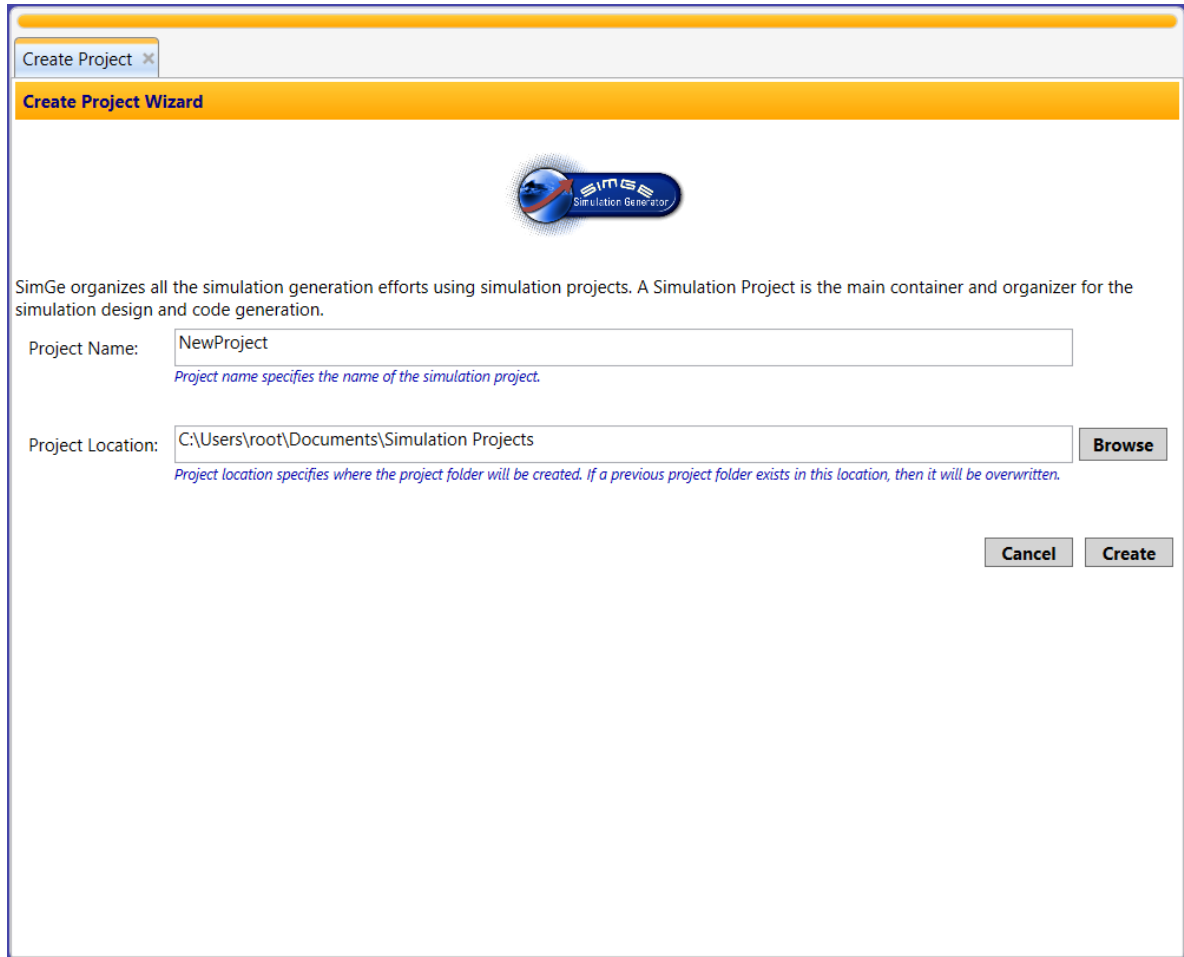 Create Project
Create Project Wizard
SimGe
Simulation Generator
SimGe organizes all the simulation generation efforts using simulation projects. A Simulation Project is the main container and organizer for the
simulation design and code generation.
Project Name:
NewProject
Project name specifies the name of the simulation project.
Project Location:
C:\Users\root\Documents\Simulation Projects
Browse
Project location specifies where the project folder will be created. If a previous project folder exists in this location, then it will be overwritten.
Cancel
Create